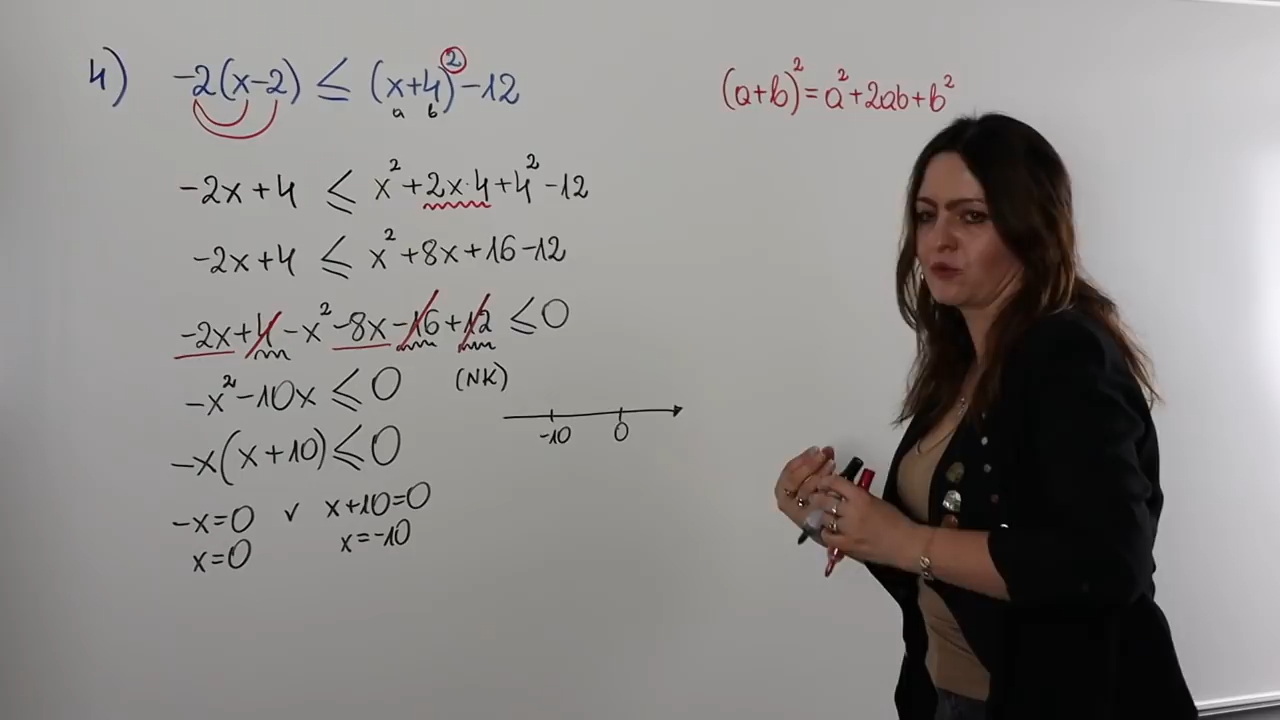 4) -2(x-2) ≤ (x+4)² -12
a b
(a+b)² = a² + 2ab + b²
-2x+4 ≤ x² + 2x·4 + 4² -12
-2x+4 ≤ x² + 8x + 16 - 12
-2x+4 - x² - 8x - 16 + 12 ≤ 0
-x² - 10x ≤ 0 (NK)
-10 0
-x(x+10) ≤ 0
-x=0 ∨ x+10=0
x=0 x=-10